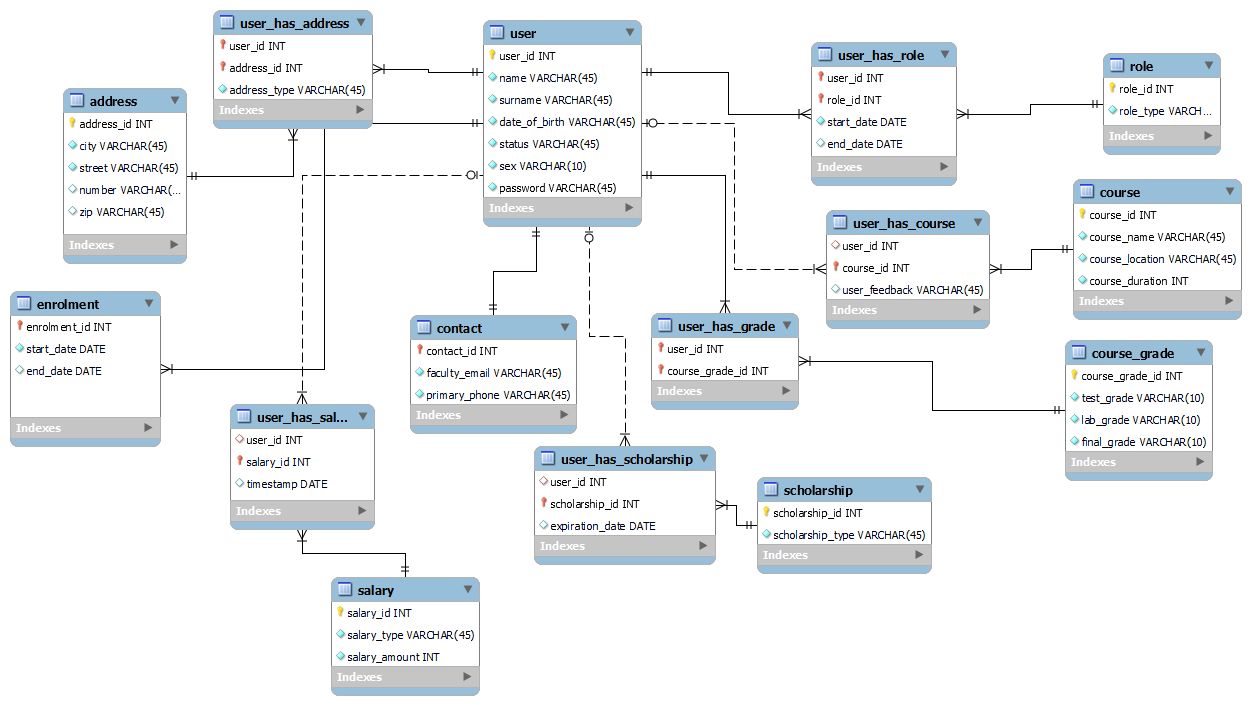 user_has_address
user_id INT
address_id INT
address_type VARCHAR(45)
Indexes
user
user_id INT
name VARCHAR(45)
surname VARCHAR(45)
date_of_birth VARCHAR(45)
status VARCHAR(45)
sex VARCHAR(10)
password VARCHAR(45)
Indexes
user_has_role
user_id INT
role_id INT
start_date DATE
end_date DATE
Indexes
role
role_id INT
role_type VARCH...
Indexes
address
address_id INT
city VARCHAR(45)
street VARCHAR(45)
number VARCHAR(...
zip VARCHAR(45)
Indexes
course
course_id INT
course_name VARCHAR(45)
course_location VARCHAR(45)
course_duration INT
Indexes
user_has_course
user_id INT
course_id INT
user_feedback VARCHAR(45)
Indexes
enrolment
enrolment_id INT
start_date DATE
end_date DATE
Indexes
contact
contact_id INT
faculty_email VARCHAR(45)
primary_phone VARCHAR(45)
Indexes
user_has_grade
user_id INT
course_grade_id INT
Indexes
course_grade
course_grade_id INT
test_grade VARCHAR(10)
lab_grade VARCHAR(10)
final_grade VARCHAR(10)
Indexes
user_has_sal...
user_id INT
salary_id INT
timestamp DATE
Indexes
user_has_scholarship
user_id INT
scholarship_id INT
expiration_date DATE
Indexes
scholarship
scholarship_id INT
scholarship_type VARCHAR(45)
Indexes
salary
salary_id INT
salary_type VARCHAR(45)
salary_amount INT
Indexes